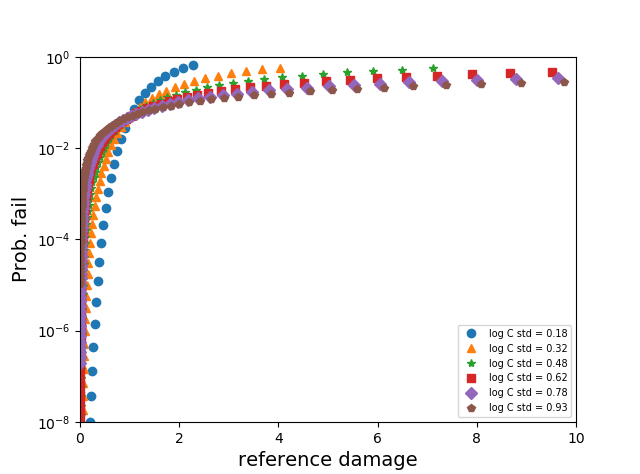 10^0
10^-2
10^-4
10^-6
10^-8
Prob. fail
log C std = 0.18
log C std = 0.32
log C std = 0.48
log C std = 0.62
log C std = 0.78
log C std = 0.93
0 2 4 6 8 10
reference damage